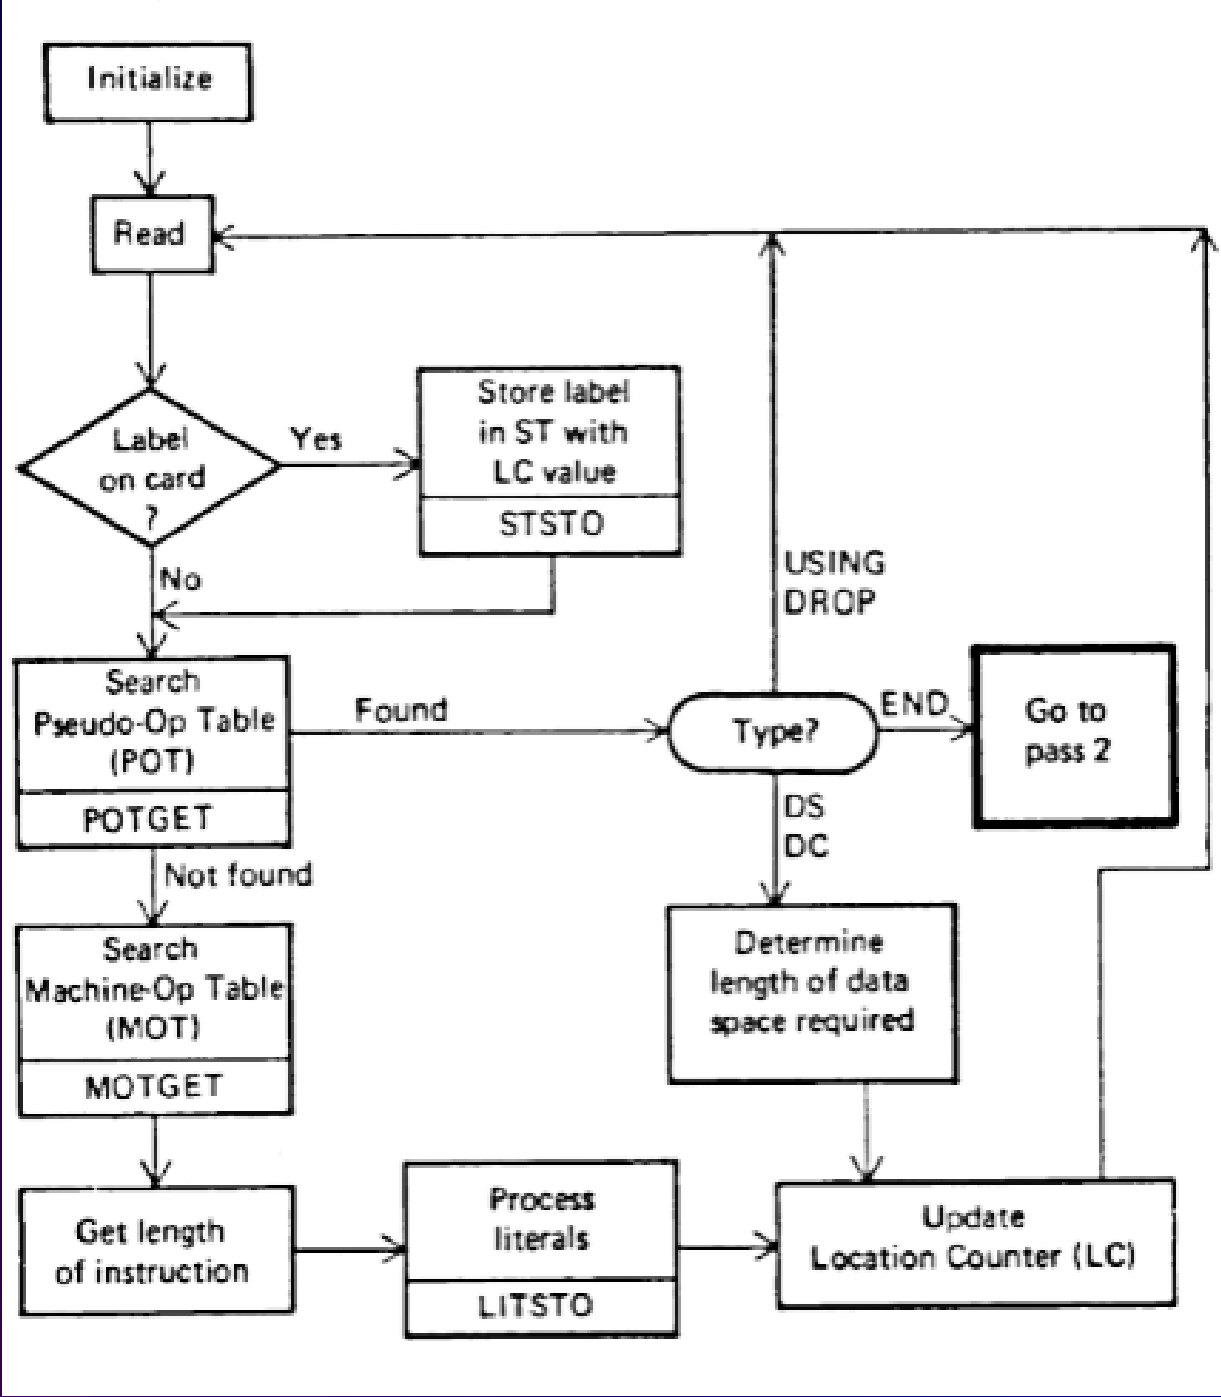 Initialize
Read
Label
on card
?
Yes
Store label
in ST with
LC value
STSTO
No
USING
DROP
Search
Pseudo-Op Table
(POT)
POTGET
Found
Type?
END
Go to
pass 2
DS
DC
Not found
Search
Machine-Op Table
(MOT)
MOTGET
Determine
length of data
space required
Get length
of instruction
Process
literals
LITSTO
Update
Location Counter (LC)